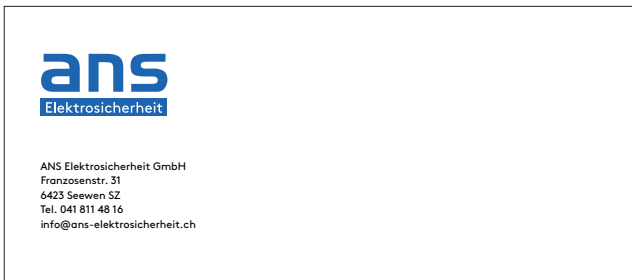 ans
Elektrosicherheit
ANS Elektrosicherheit GmbH
Franzosenstr. 31
6423 Seewen SZ
Tel. 041 811 48 16
info@ans-elektrosicherheit.ch